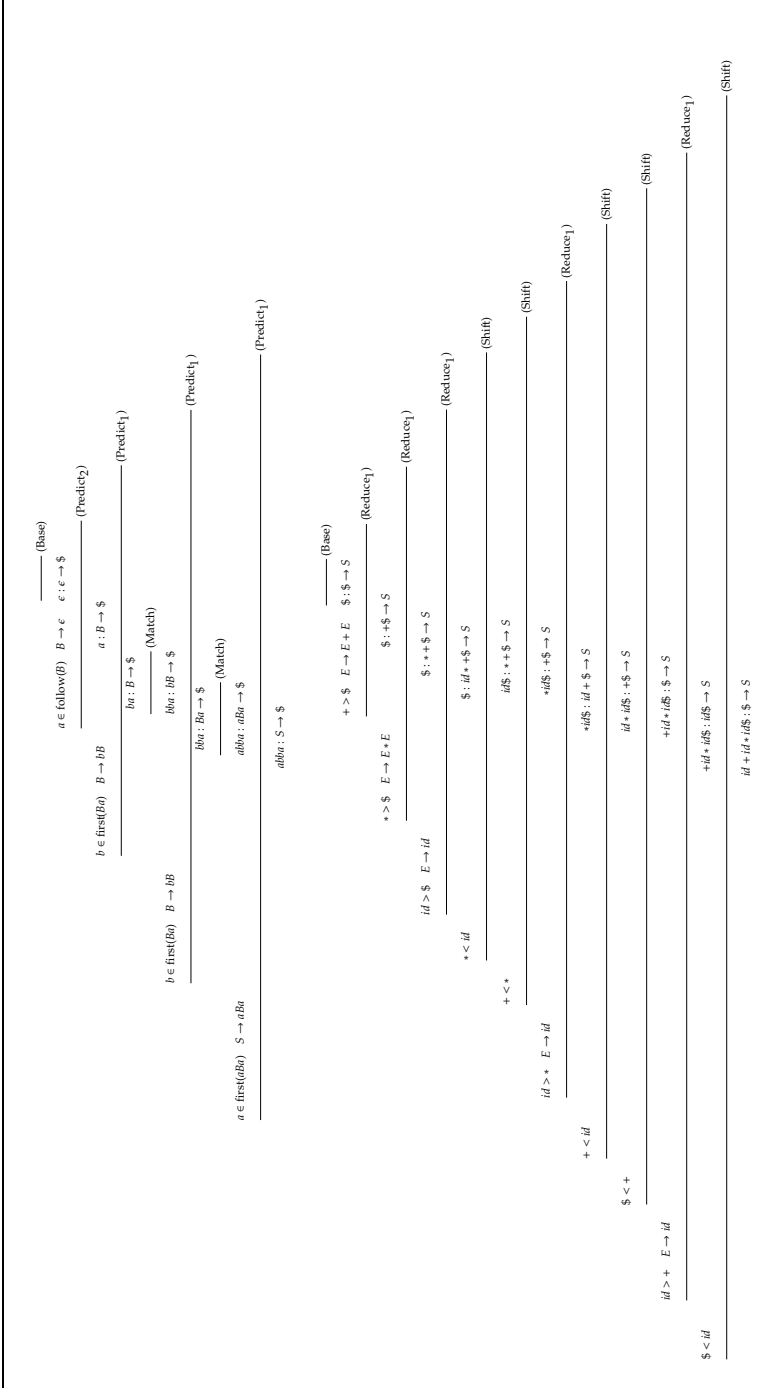 (Base)
a ∈ follow(B) B → ϵ ϵ : ϵ → $
(Predict2)
b ∈ first(Ba) B → bB a : B → $
(Predict1)
ba : B → $
(Match)
b ∈ first(Ba) B → bB bba : bB → $
(Predict1)
bba : Ba → $
(Match)
a ∈ first(aBa) S → aBa abba : aBa → $
(Predict1)
abba : S → $
(Base)
+ > $ E → E + E $ : $ → S
(Reduce1)
* > $ E → E * E $ : +$ → S
(Reduce1)
id > $ E → id $ : * + $ → S
(Reduce1)
* < id $ : id * +$ → S
(Shift)
+ < * id$ : * + $ → S
(Shift)
id > * E → id *id$ : +$ → S
(Reduce1)
+ < id *id$ : id + $ → S
(Shift)
$ < + id * id$ : +$ → S
(Shift)
id > + E → id +id * id$ : $ → S
(Reduce1)
$ < id +id * id$ : id$ → S
(Shift)
id + id * id$ : $ → S